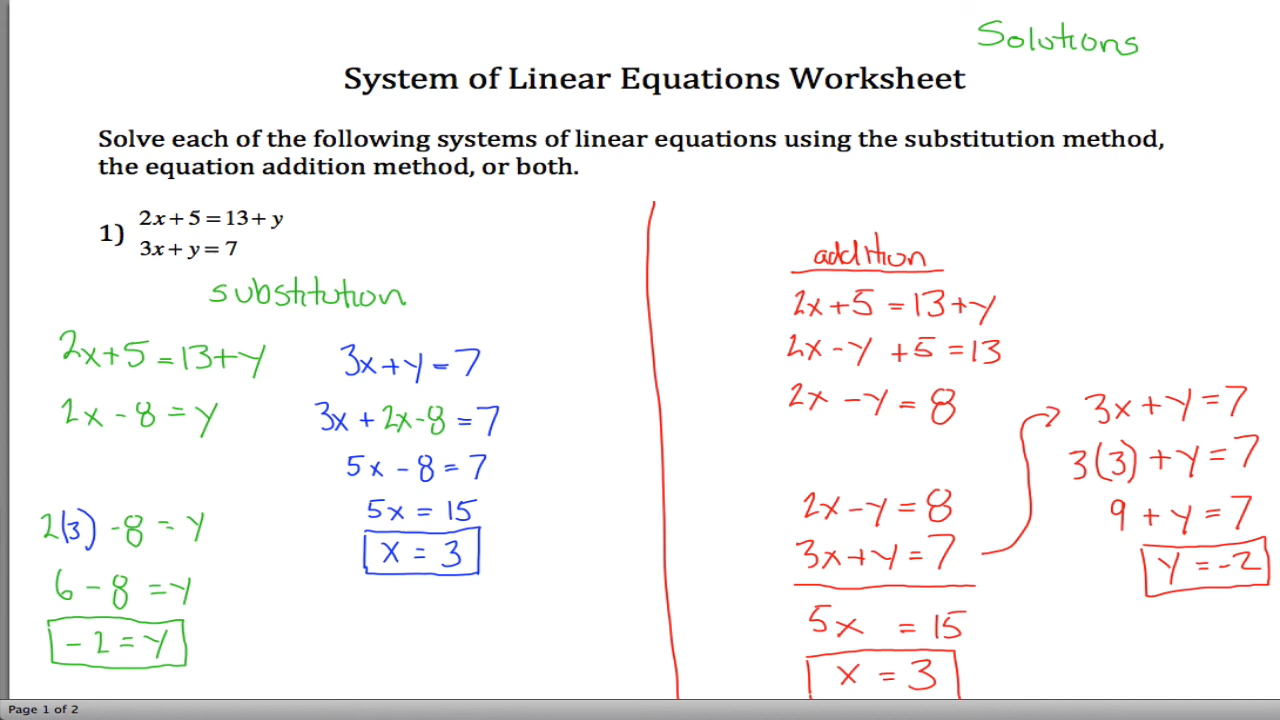 Solutions
System of Linear Equations Worksheet
Solve each of the following systems of linear equations using the substitution method,
the equation addition method, or both.
1)
2x + 5 = 13 + y
3x + y = 7
substitution
2x + 5 = 13 + y
2x - 8 = y
2(3) - 8 = y
6 - 8 = y
-2 = y
3x + y = 7
3x + 2x - 8 = 7
5x - 8 = 7
5x = 15
x = 3
addition
2x + 5 = 13 + y
2x - y + 5 = 13
2x - y = 8
2x - y = 8
3x + y = 7
5x = 15
x = 3
3x + y = 7
3(3) + y = 7
9 + y = 7
y = -2
Page 1 of 2